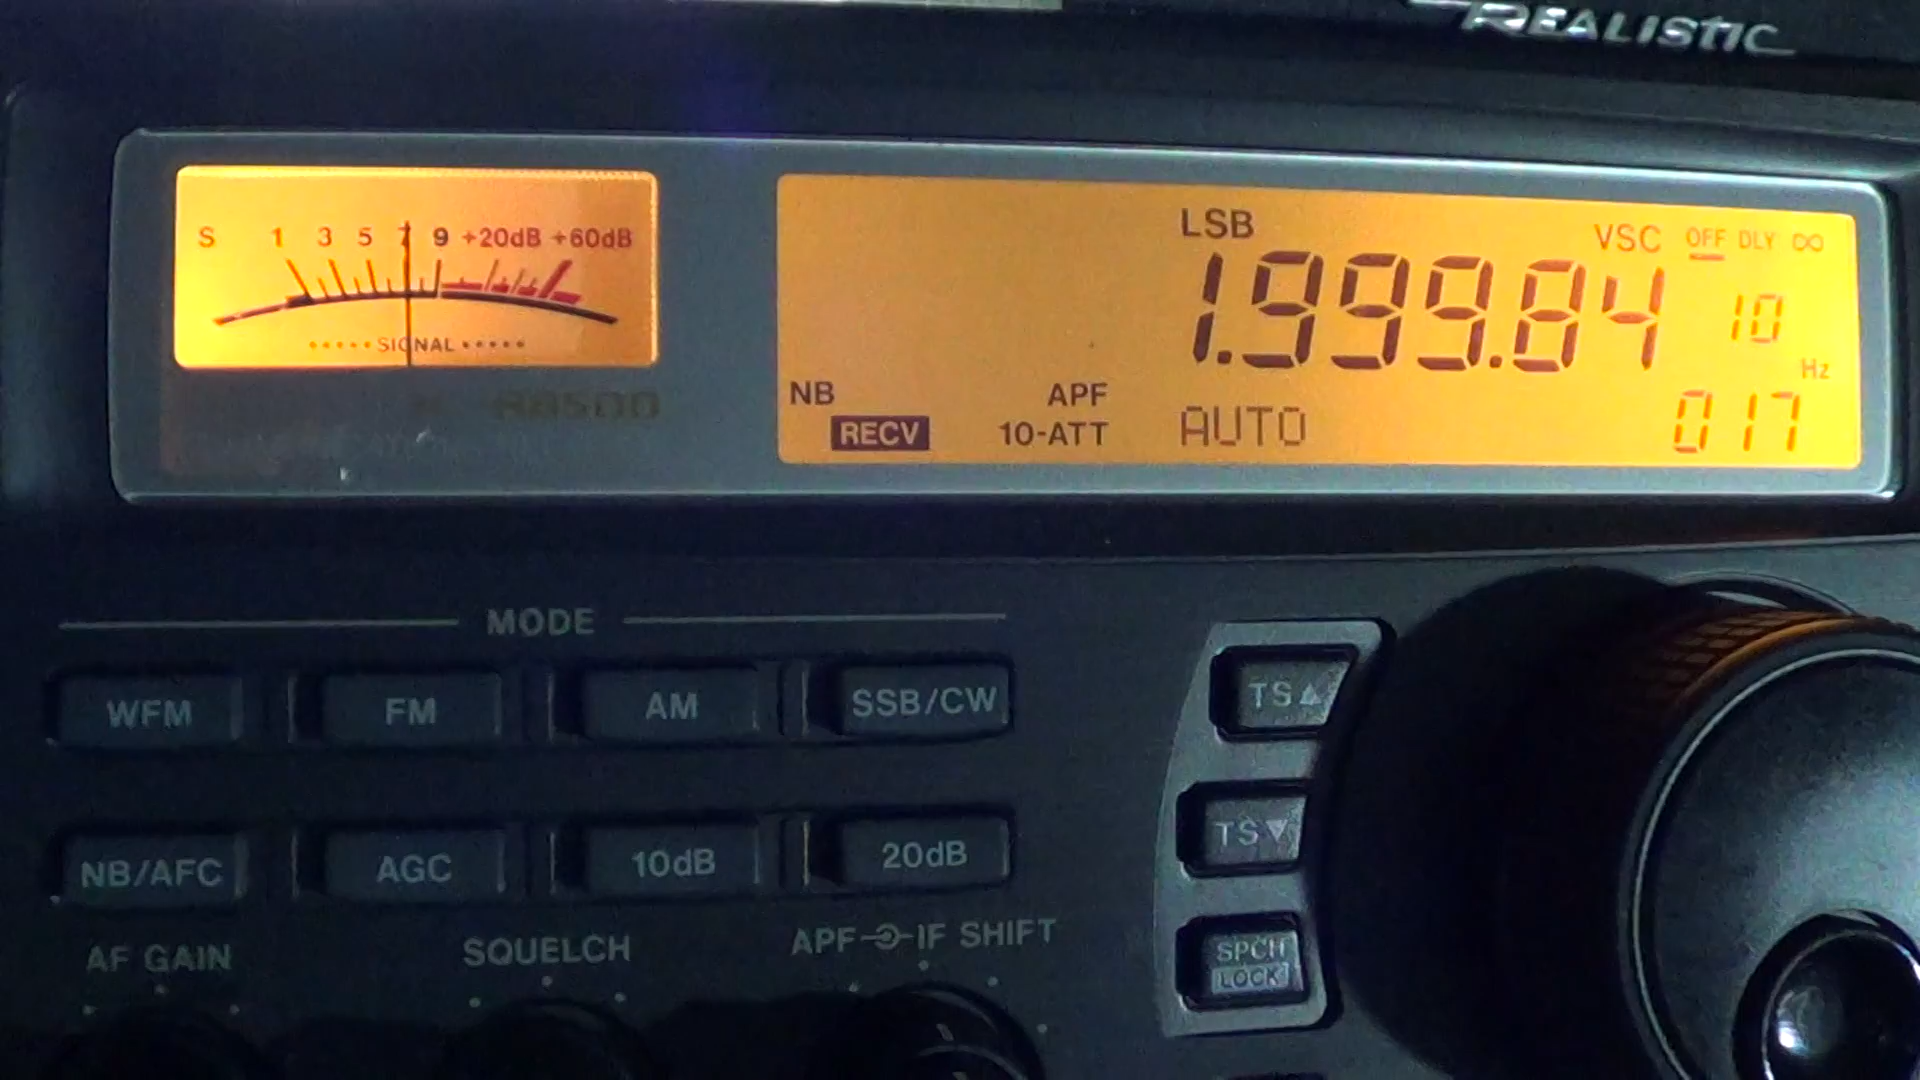 REALISTIC
S 1 3 5 7 9 +20dB +60dB
SIGNAL
R8500
LSB VSC OFF DLY ∞
1.999.84 10
Hz
NB APF
RECV 10-ATT AUTO 017
MODE
WFM FM AM SSB/CW
TS▲
NB/AFC AGC 10dB 20dB
TS▼
AF GAIN SQUELCH APF IF SHIFT
SPCH
LOCK